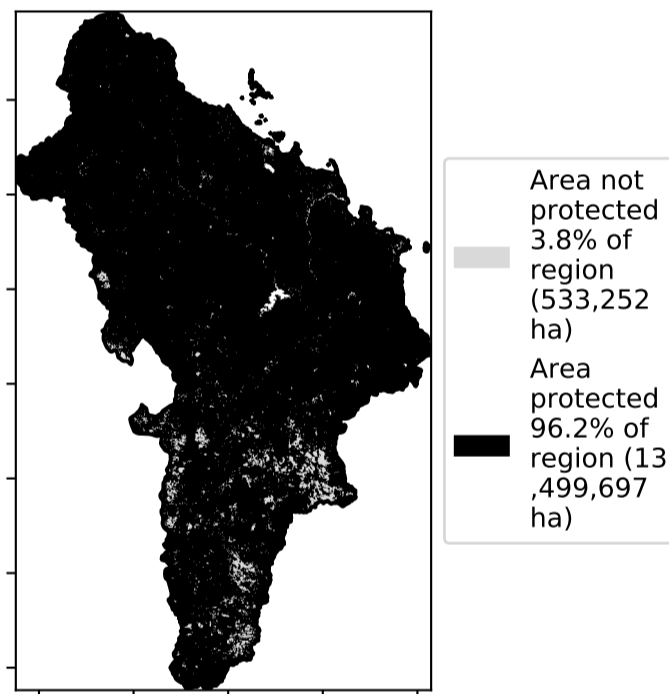 Area not
protected
3.8% of
region
(533,252
ha)
Area
protected
96.2% of
region (13
,499,697
ha)